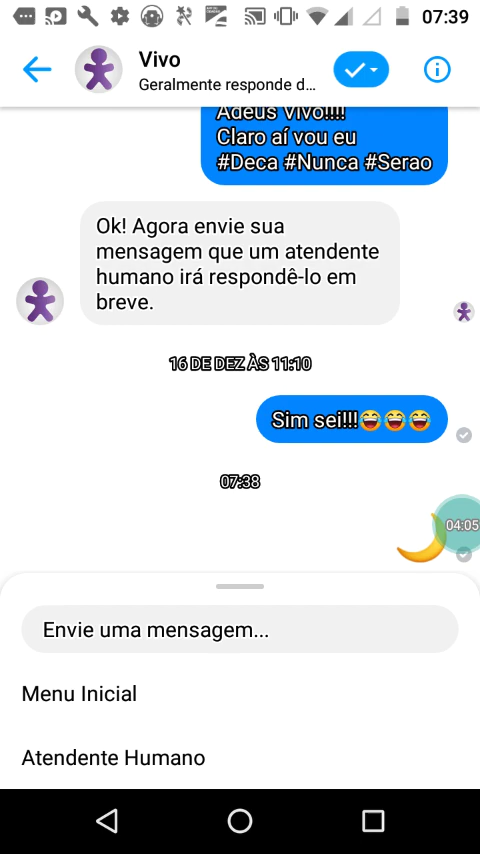 07:39
Vivo
Geralmente responde d...
Adeus Vivo!!!!
Claro aí vou eu
#Deca #Nunca #Serao
Ok! Agora envie sua
mensagem que um atendente
humano irá respondê-lo em
breve.
16 DE DEZ ÀS 11:10
Sim sei!!!😂😂😂
07:38
04:05
Envie uma mensagem...
Menu Inicial
Atendente Humano